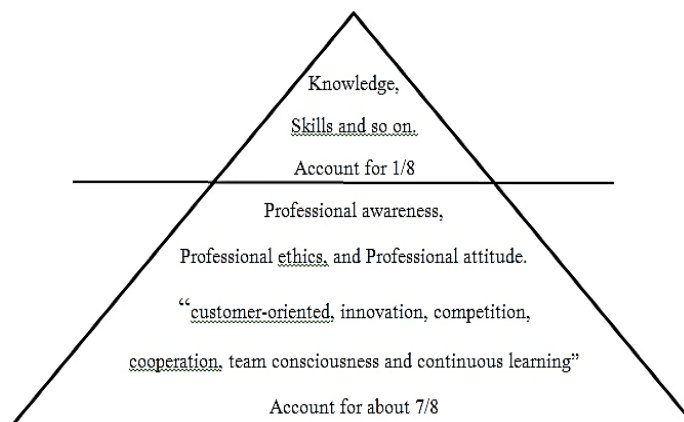 Knowledge,
Skills and so on.
Account for 1/8
Professional awareness,
Professional ethics, and Professional attitude.
“customer-oriented, innovation, competition,
cooperation, team consciousness and continuous learning”
Account for about 7/8